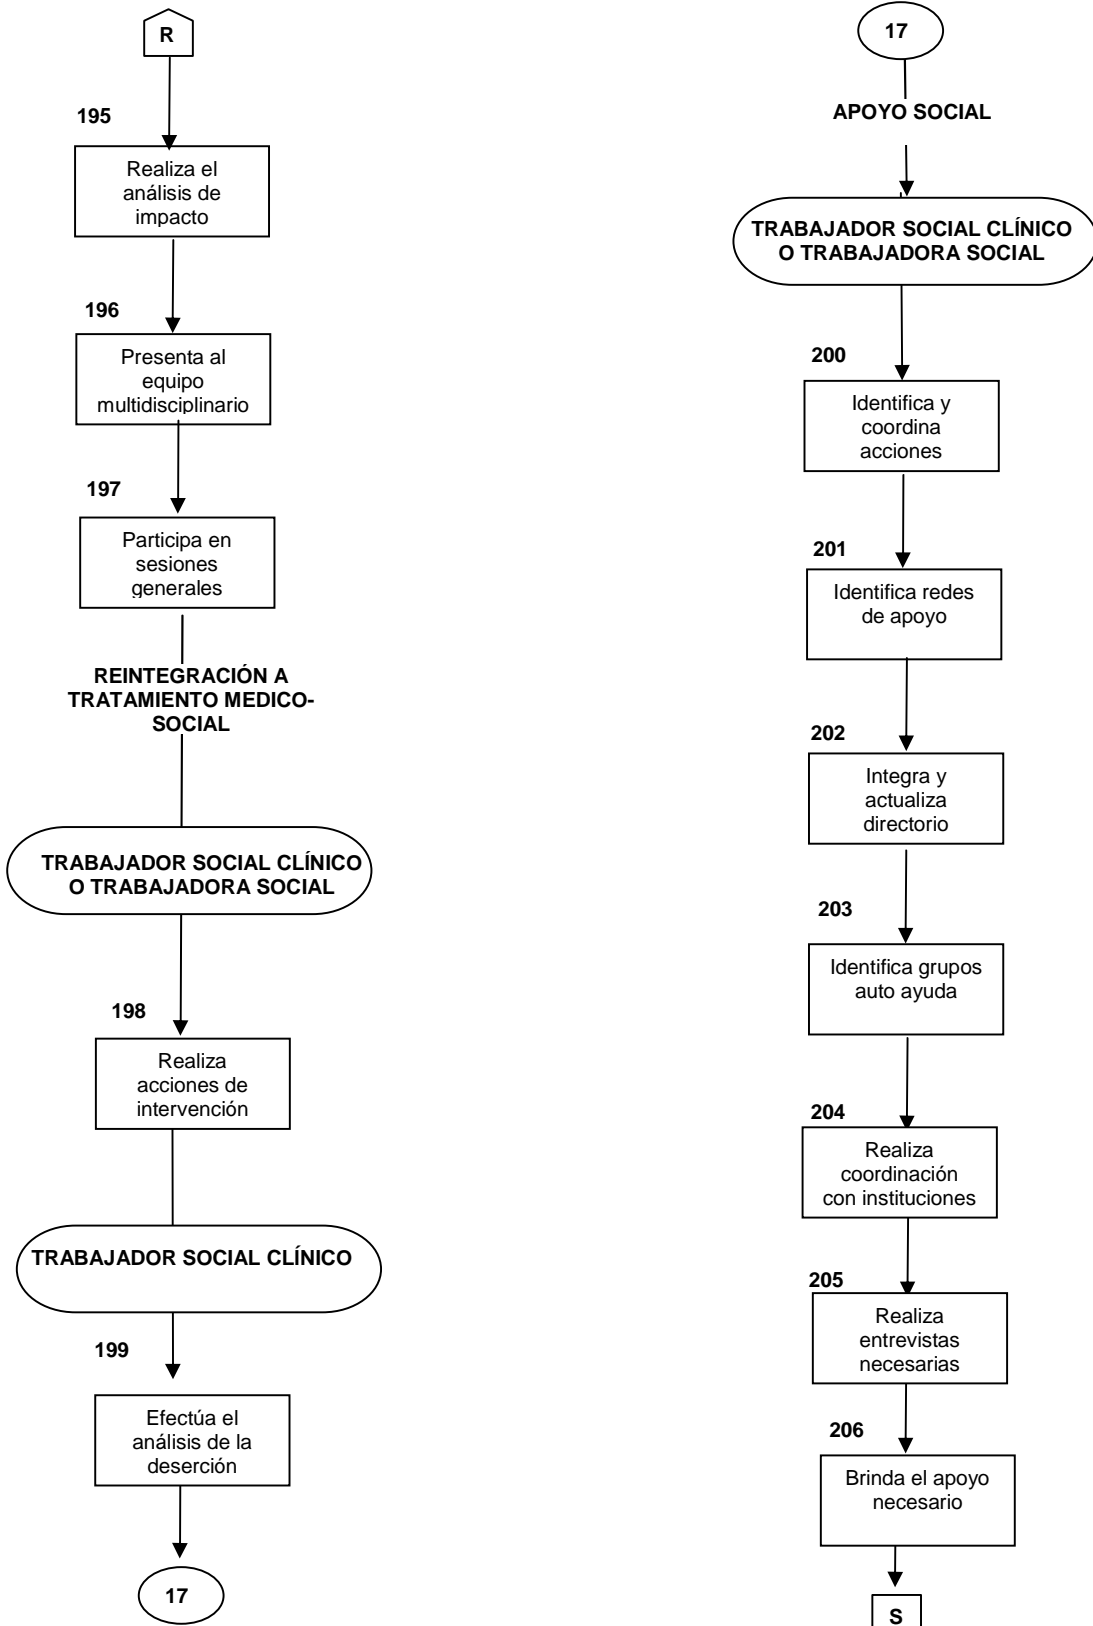 R
195
Realiza el
análisis de
impacto
196
Presenta al
equipo
multidisciplinario
197
Participa en
sesiones
generales
REINTEGRACIÓN A
TRATAMIENTO MEDICO-
SOCIAL
TRABAJADOR SOCIAL CLÍNICO
O TRABAJADORA SOCIAL
198
Realiza
acciones de
intervención
TRABAJADOR SOCIAL CLÍNICO
199
Efectúa el
análisis de la
deserción
17
17
APOYO SOCIAL
TRABAJADOR SOCIAL CLÍNICO
O TRABAJADORA SOCIAL
200
Identifica y
coordina
acciones
201
Identifica redes
de apoyo
202
Integra y
actualiza
directorio
203
Identifica grupos
auto ayuda
204
Realiza
coordinación
con instituciones
205
Realiza
entrevistas
necesarias
206
Brinda el apoyo
necesario
S